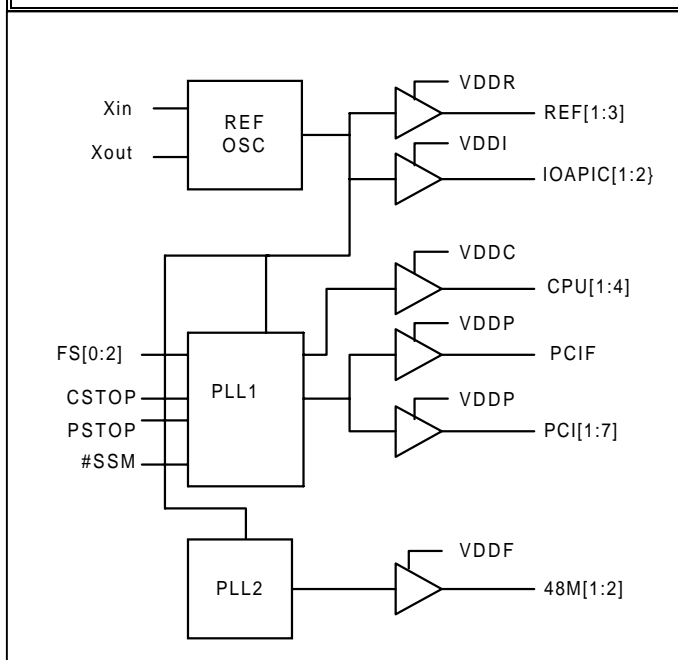 VDDR
Xin
REF
OSC
REF[1:3]
Xout
VDDI
IOAPIC[1:2}
VDDC
CPU[1:4]
VDDP
FS[0:2]
PCIF
PLL1
CSTOP
VDDP
PSTOP
PCI[1:7]
#SSM
VDDF
PLL2
48M[1:2]